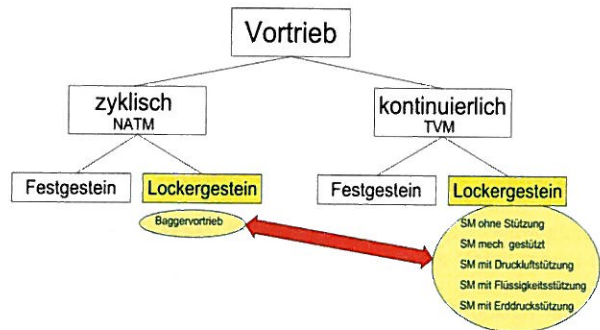 Vortrieb
zyklisch
NATM
kontinuierlich
TVM
Festgestein
Lockergestein
Festgestein
Lockergestein
Baggervortrieb
SM ohne Stützung
SM mech. gestützt
SM mit Druckluftstützung
SM mit Flüssigkeitsstützung
SM mit Erddruckstützung